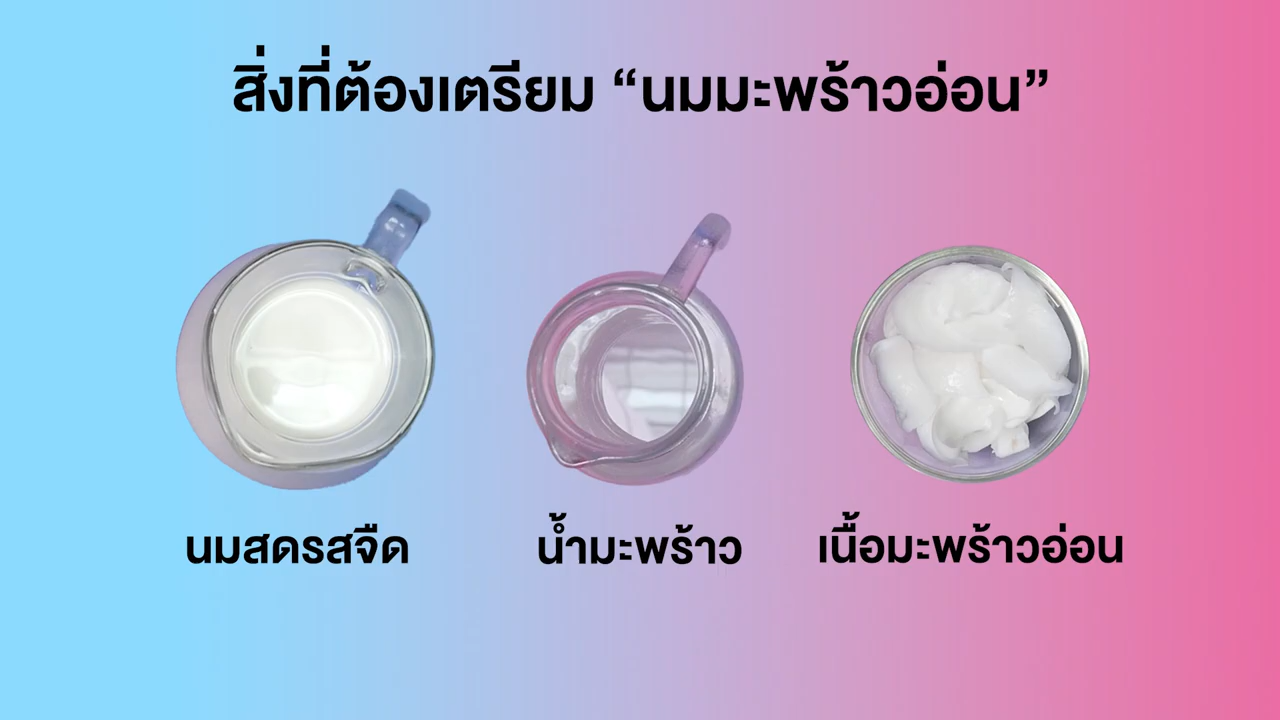 สิ่งที่ต้องเตรียม “นมมะพร้าวอ่อน”
นมสดรสจืด
น้ำมะพร้าว
เนื้อมะพร้าวอ่อน